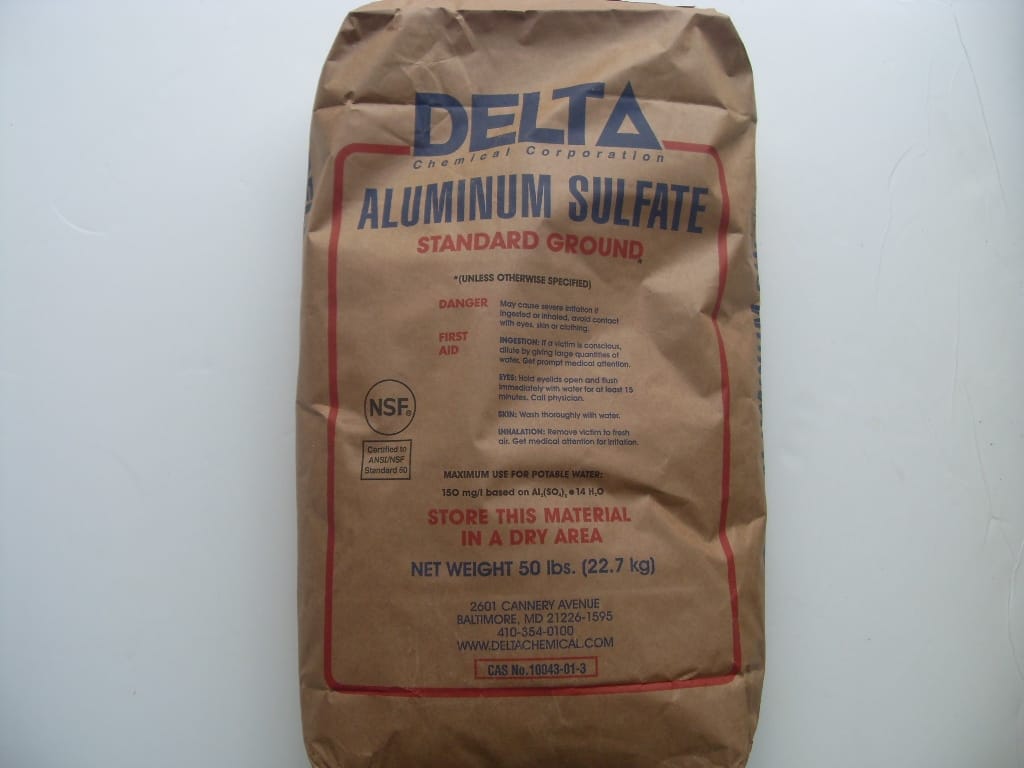 DELTA
Chemical Corporation
ALUMINUM SULFATE
STANDARD GROUND*
*(UNLESS OTHERWISE SPECIFIED)
DANGER
May cause severe irritation if
ingested or inhaled, avoid contact
with eyes, skin or clothing.
FIRST
AID
INGESTION: If a victim is conscious,
dilute by giving large quantities of
water. Get prompt medical attention.
EYES: Hold eyelids open and flush
immediately with water for at least 15
minutes. Call physician.
SKIN: Wash thoroughly with water.
INHALATION: Remove victim to fresh
air. Get medical attention for irritation.
NSF®
Certified to
ANSI/NSF
Standard 60
MAXIMUM USE FOR POTABLE WATER:
150 mg/l based on Al₂(SO₄)₃•14 H₂O
STORE THIS MATERIAL
IN A DRY AREA
NET WEIGHT 50 lbs. (22.7 kg)
2601 CANNERY AVENUE
BALTIMORE, MD 21226-1595
410-354-0100
WWW.DELTACHEMICAL.COM
CAS No.10043-01-3